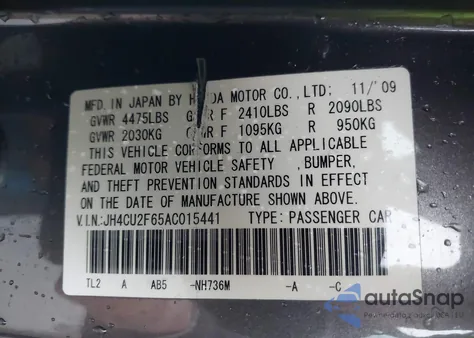 MFD. IN JAPAN BY HONDA MOTOR CO., LTD: 11/'09
GVWR 4475LBS GAWR F 2410LBS R 2090LBS
GVWR 2030KG GAWR F 1095KG R 950KG
THIS VEHICLE CONFORMS TO ALL APPLICABLE
FEDERAL MOTOR VEHICLE SAFETY , BUMPER,
AND THEFT PREVENTION STANDARDS IN EFFECT
ON THE DATE OF MANUFACTURE SHOWN ABOVE.
V.I.N:JH4CU2F65AC015441 TYPE: PASSENGER CAR
TL2 A AB5 -NH736M -A -C
autoSnap